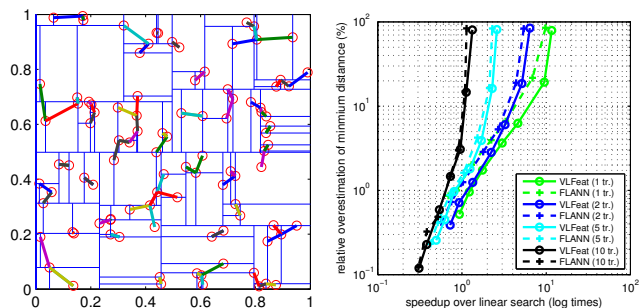 1
0.8
0.6
0.4
0.2
0
0 0.2 0.4 0.6 0.8 1
relative overestimation of minmium distannce (%)
10^2
10^1
10^0
10^−1
VLFeat (1 tr.)
FLANN (1 tr.)
VLFeat (2 tr.)
FLANN (2 tr.)
VLFeat (5 tr.)
FLANN (5 tr.)
VLFeat (10 tr.)
FLANN (10 tr.)
10^−1 10^0 10^1 10^2
speedup over linear search (log times)